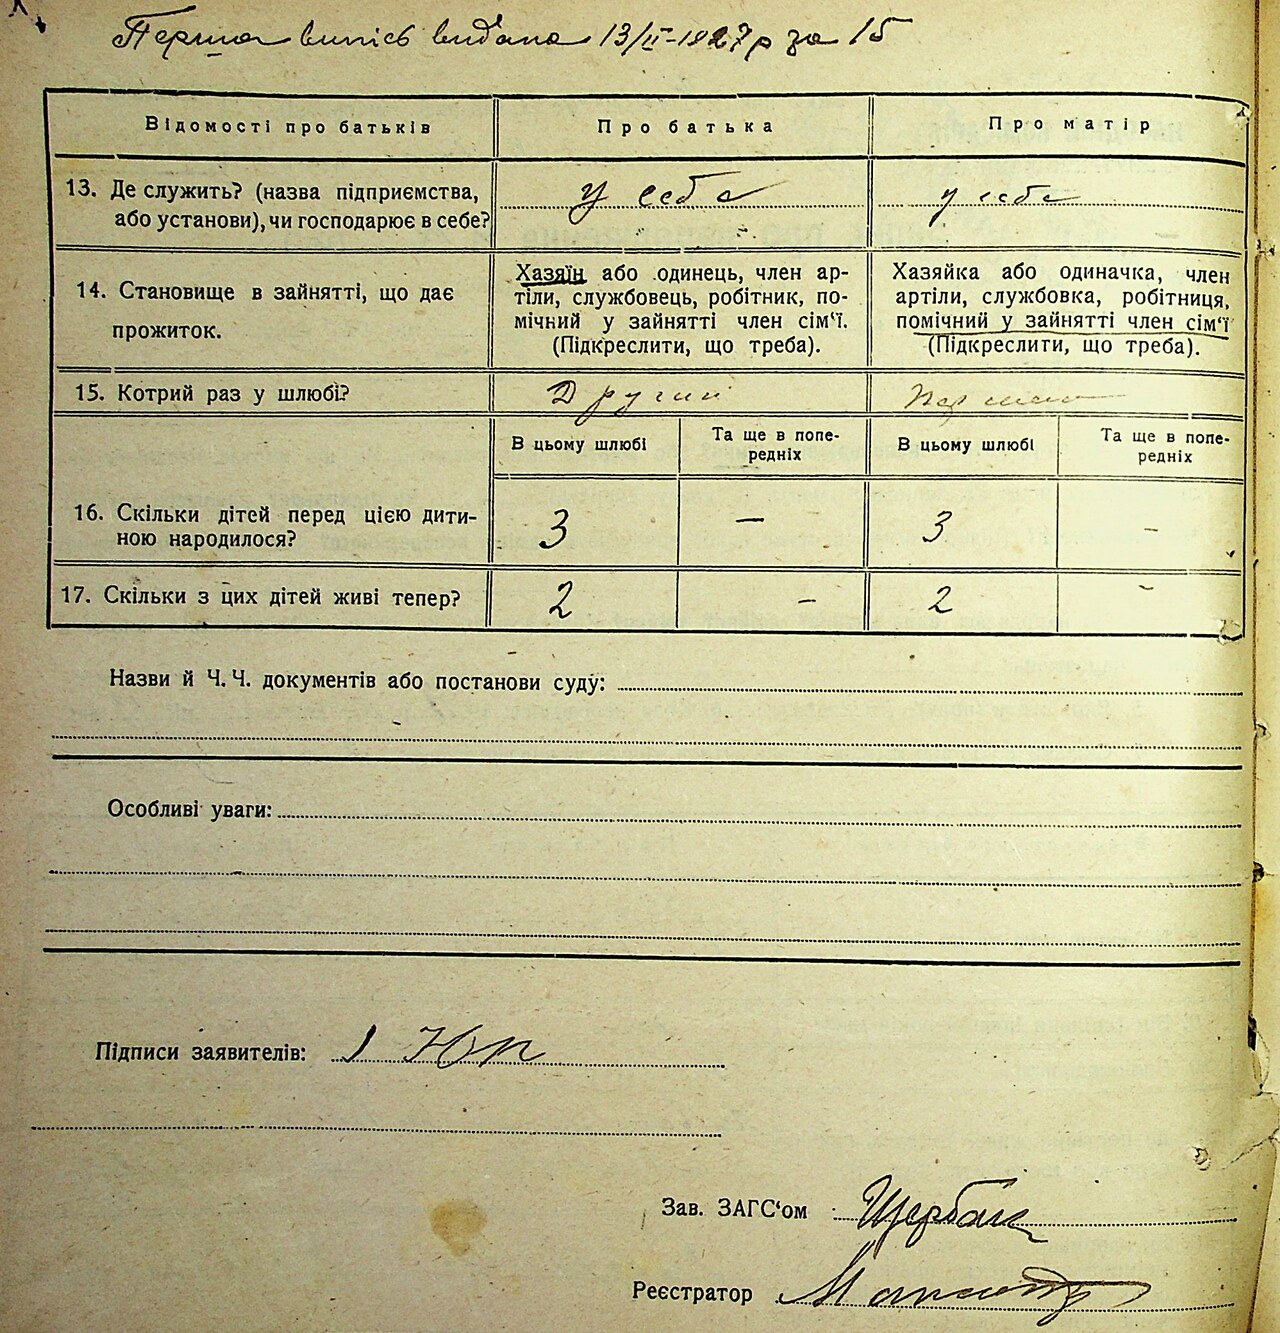 Перша випись видана 13/II-1927 р за 15
Відомості про батьків
Про батька
Про матір
13. Де служить? (назва підприємства,
або установи), чи господарює в себе?
у себе
у себе
14. Становище в зайнятті, що дає
прожиток.
Хазяїн або одинець, член ар-
тіли, службовець, робітник, по-
мічний у зайнятті член сім‘ї.
(Підкреслити, що треба).
Хазяйка або одиначка, член
артіли, службовка, робітниця,
помічний у зайнятті член сім‘ї
(Підкреслити, що треба).
15. Котрий раз у шлюбі?
Другий
В цьому шлюбі
Та ще в попе-
редніх
В цьому шлюбі
Та ще в попе-
редніх
16. Скільки дітей перед цією дити-
ною народилося?
3
—
3
–
17. Скільки з цих дітей живі тепер?
2
–
2
–
Назви й Ч. Ч. документів або постанови суду:
Особливі уваги:
Підписи заявителів:
Зав. ЗАГС‘ом Щербак
Реєстратор